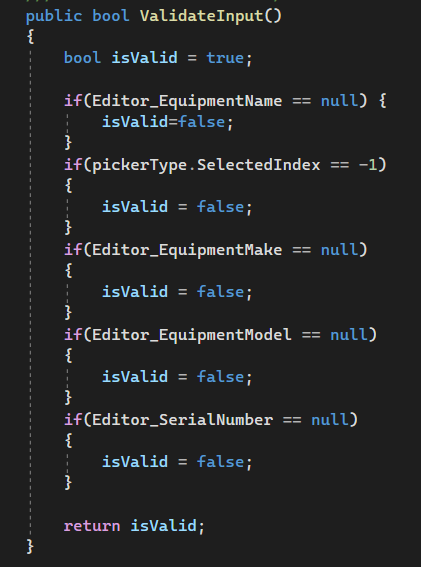 public bool ValidateInput()
{
    bool isValid = true;

    if(Editor_EquipmentName == null) {
        isValid=false;
    }
    if(pickerType.SelectedIndex == -1)
    {
        isValid = false;
    }
    if(Editor_EquipmentMake == null)
    {
        isValid = false;
    }
    if(Editor_EquipmentModel == null)
    {
        isValid = false;
    }
    if(Editor_SerialNumber == null)
    {
        isValid = false;
    }

    return isValid;
}